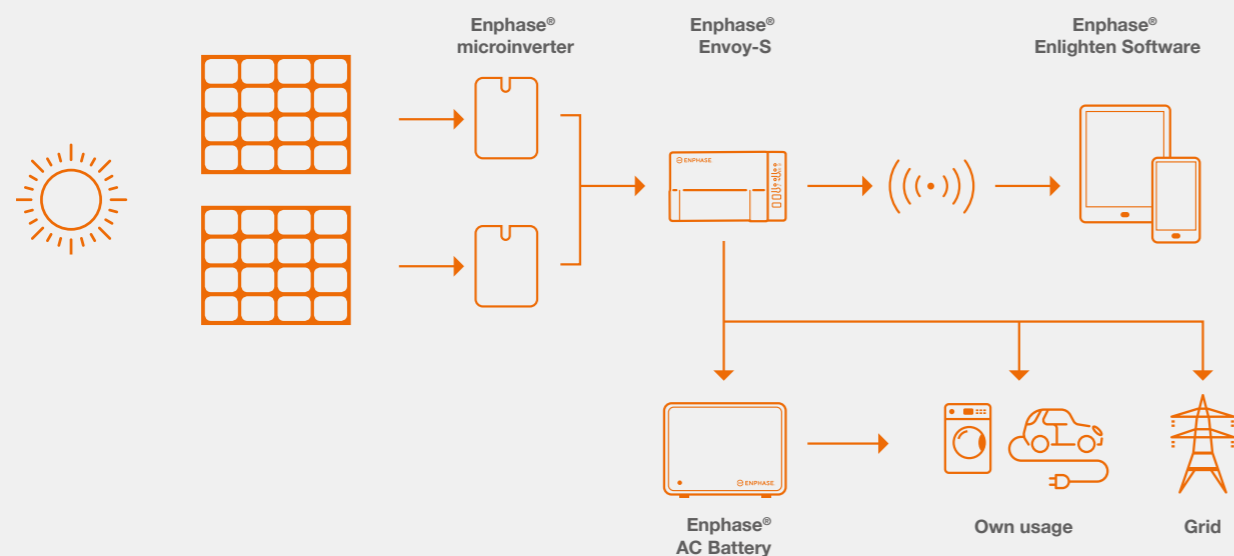 Enphase®
microinverter
Enphase®
Envoy-S
Enphase®
Enlighten Software
ENPHASE
ENPHASE
Enphase®
AC Battery
Own usage
Grid